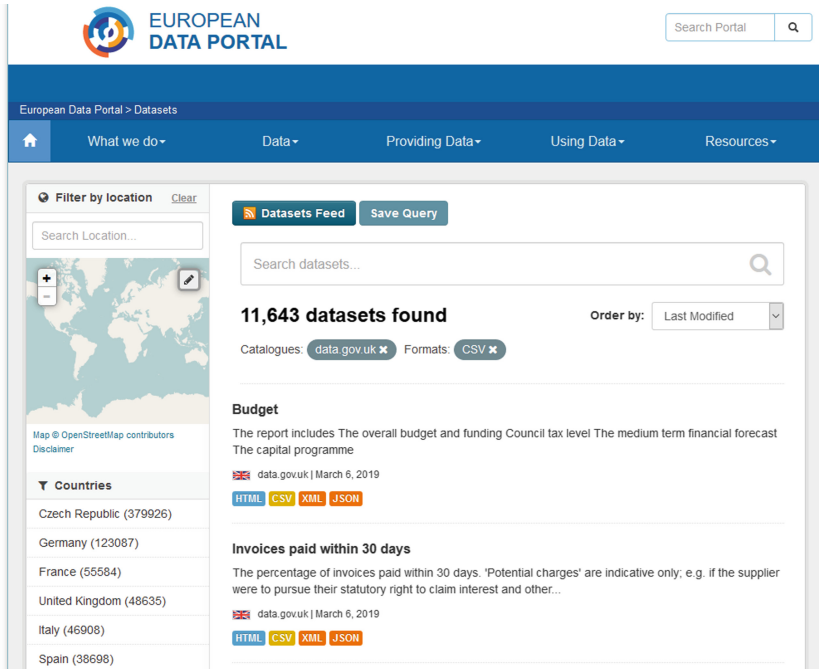 EUROPEAN
DATA PORTAL
Search Portal
European Data Portal > Datasets
What we do
Data
Providing Data
Using Data
Resources
Filter by location Clear
Search Location...
+
-
Map © OpenStreetMap contributors
Disclaimer
Countries
Czech Republic (379926)
Germany (123087)
France (55584)
United Kingdom (48635)
Italy (46908)
Spain (38698)
Datasets Feed
Save Query
Search datasets...
11,643 datasets found
Order by: Last Modified
Catalogues: data.gov.uk × Formats: CSV ×
Budget
The report includes The overall budget and funding Council tax level The medium term financial forecast
The capital programme
data.gov.uk | March 6, 2019
HTML CSV XML JSON
Invoices paid within 30 days
The percentage of invoices paid within 30 days. 'Potential charges' are indicative only; e.g. if the supplier
were to pursue their statutory right to claim interest and other...
data.gov.uk | March 6, 2019
HTML CSV XML JSON